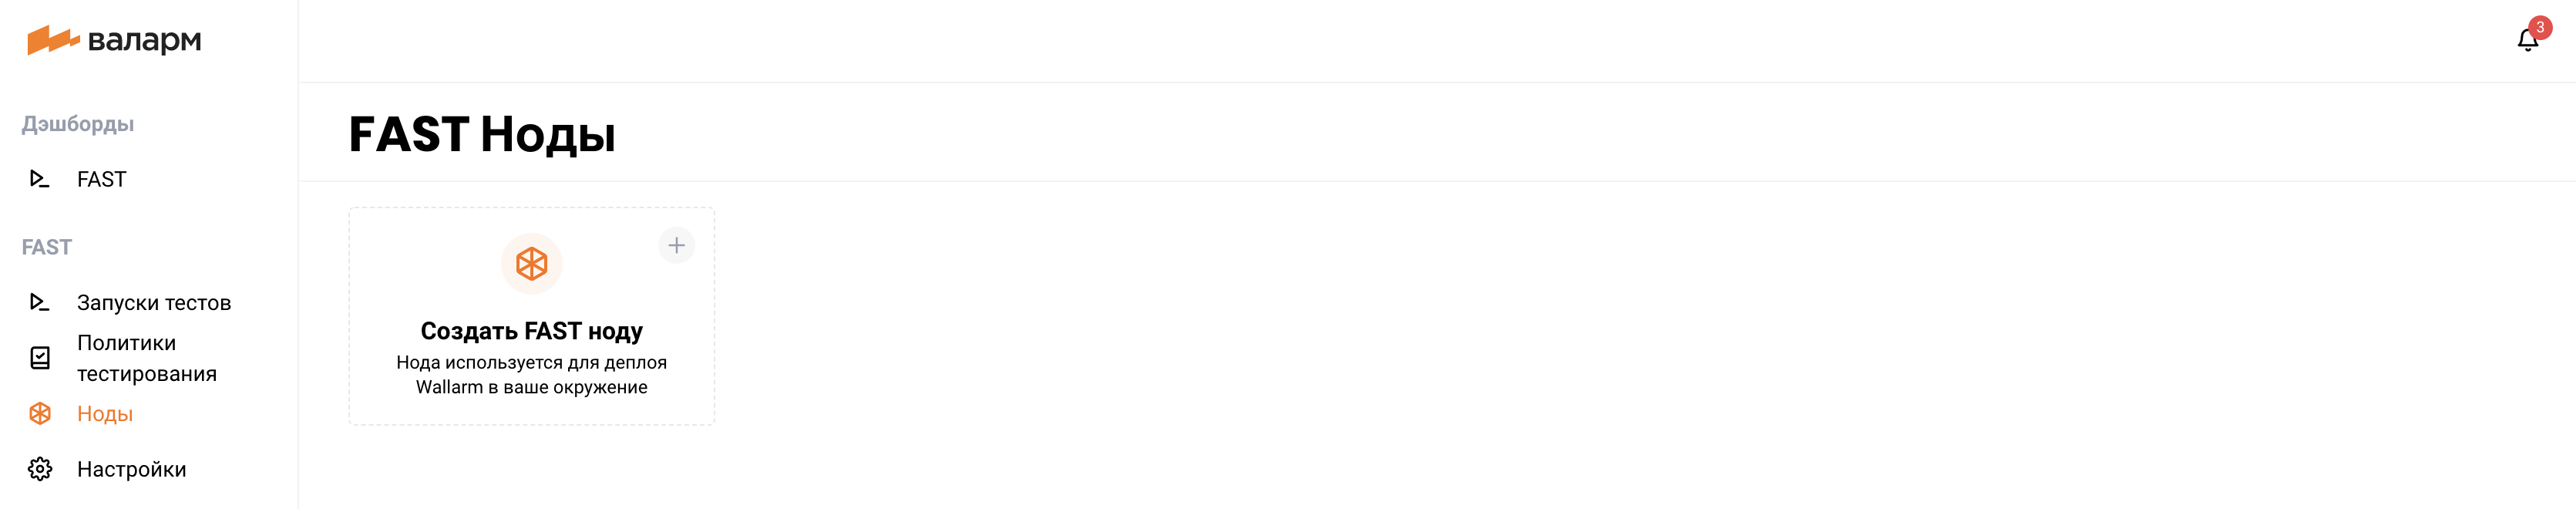 валарм
3
Дэшборды
FAST
FAST
Запуски тестов
Политики
тестирования
Ноды
Настройки
FAST Ноды
Создать FAST ноду
Нода используется для деплоя
Wallarm в ваше окружение